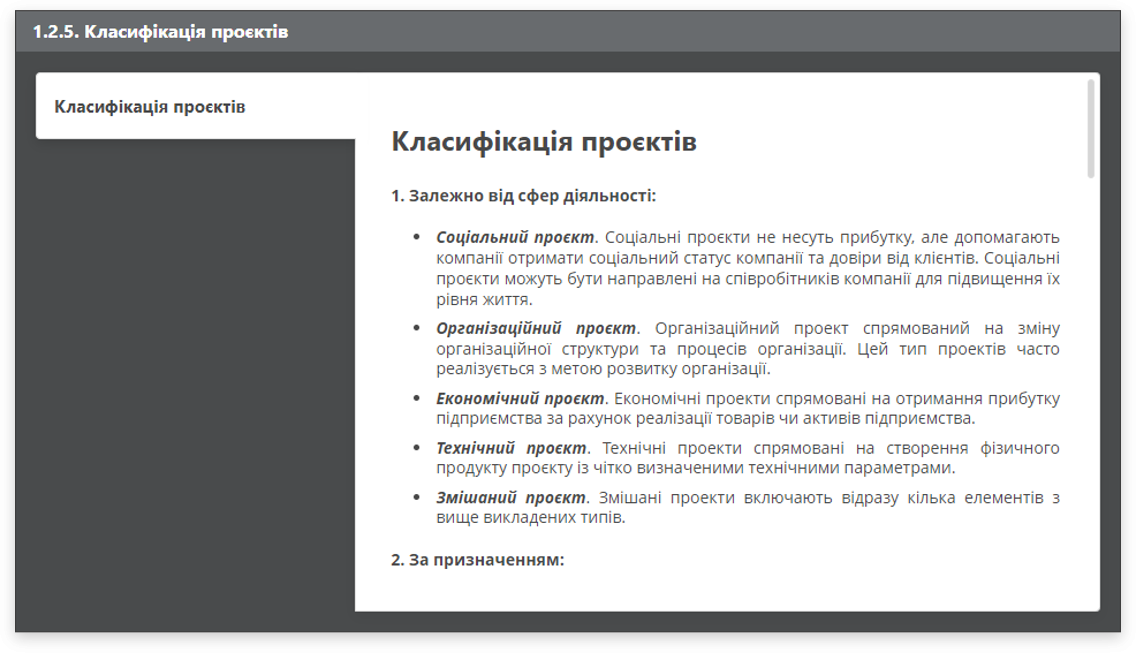 1.2.5. Класифікація проєктів
Класифікація проєктів
Класифікація проєктів
1. Залежно від сфер діяльності:
• Соціальний проєкт. Соціальні проєкти не несуть прибутку, але допомагають
компанії отримати соціальний статус компанії та довіри від клієнтів. Соціальні
проєкти можуть бути направлені на співробітників компанії для підвищення їх
рівня життя.
• Організаційний проєкт. Організаційний проект спрямований на зміну
організаційної структури та процесів організації. Цей тип проектів часто
реалізується з метою розвитку організації.
• Економічний проєкт. Економічні проекти спрямовані на отримання прибутку
підприємства за рахунок реалізації товарів чи активів підприємства.
• Технічний проєкт. Технічні проекти спрямовані на створення фізичного
продукту проєкту із чітко визначеними технічними параметрами.
• Змішаний проєкт. Змішані проекти включають відразу кілька елементів з
вище викладених типів.
2. За призначенням: